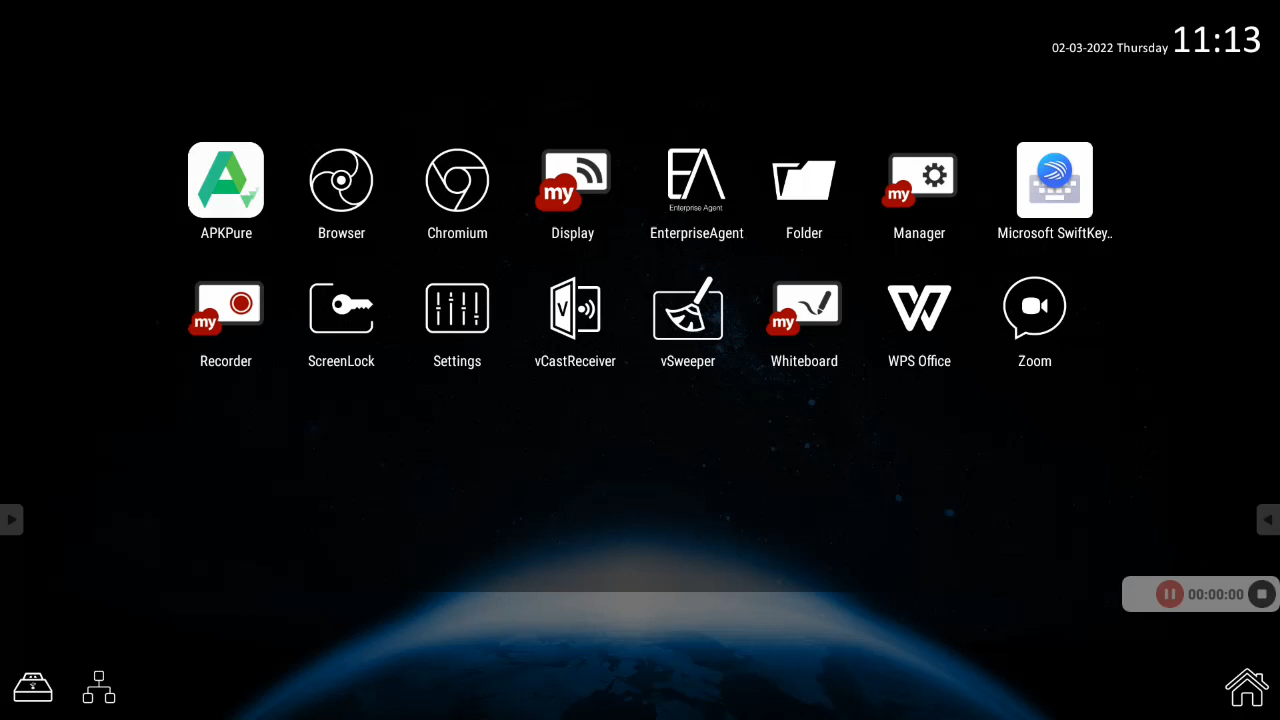 02-03-2022 Thursday 11:13
my
EA
Enterprise Agent
my
APKPure
Browser
Chromium
Display
EnterpriseAgent
Folder
Manager
Microsoft SwiftKey..
my
V
my
W
Recorder
ScreenLock
Settings
vCastReceiver
vSweeper
Whiteboard
WPS Office
Zoom
00:00:00